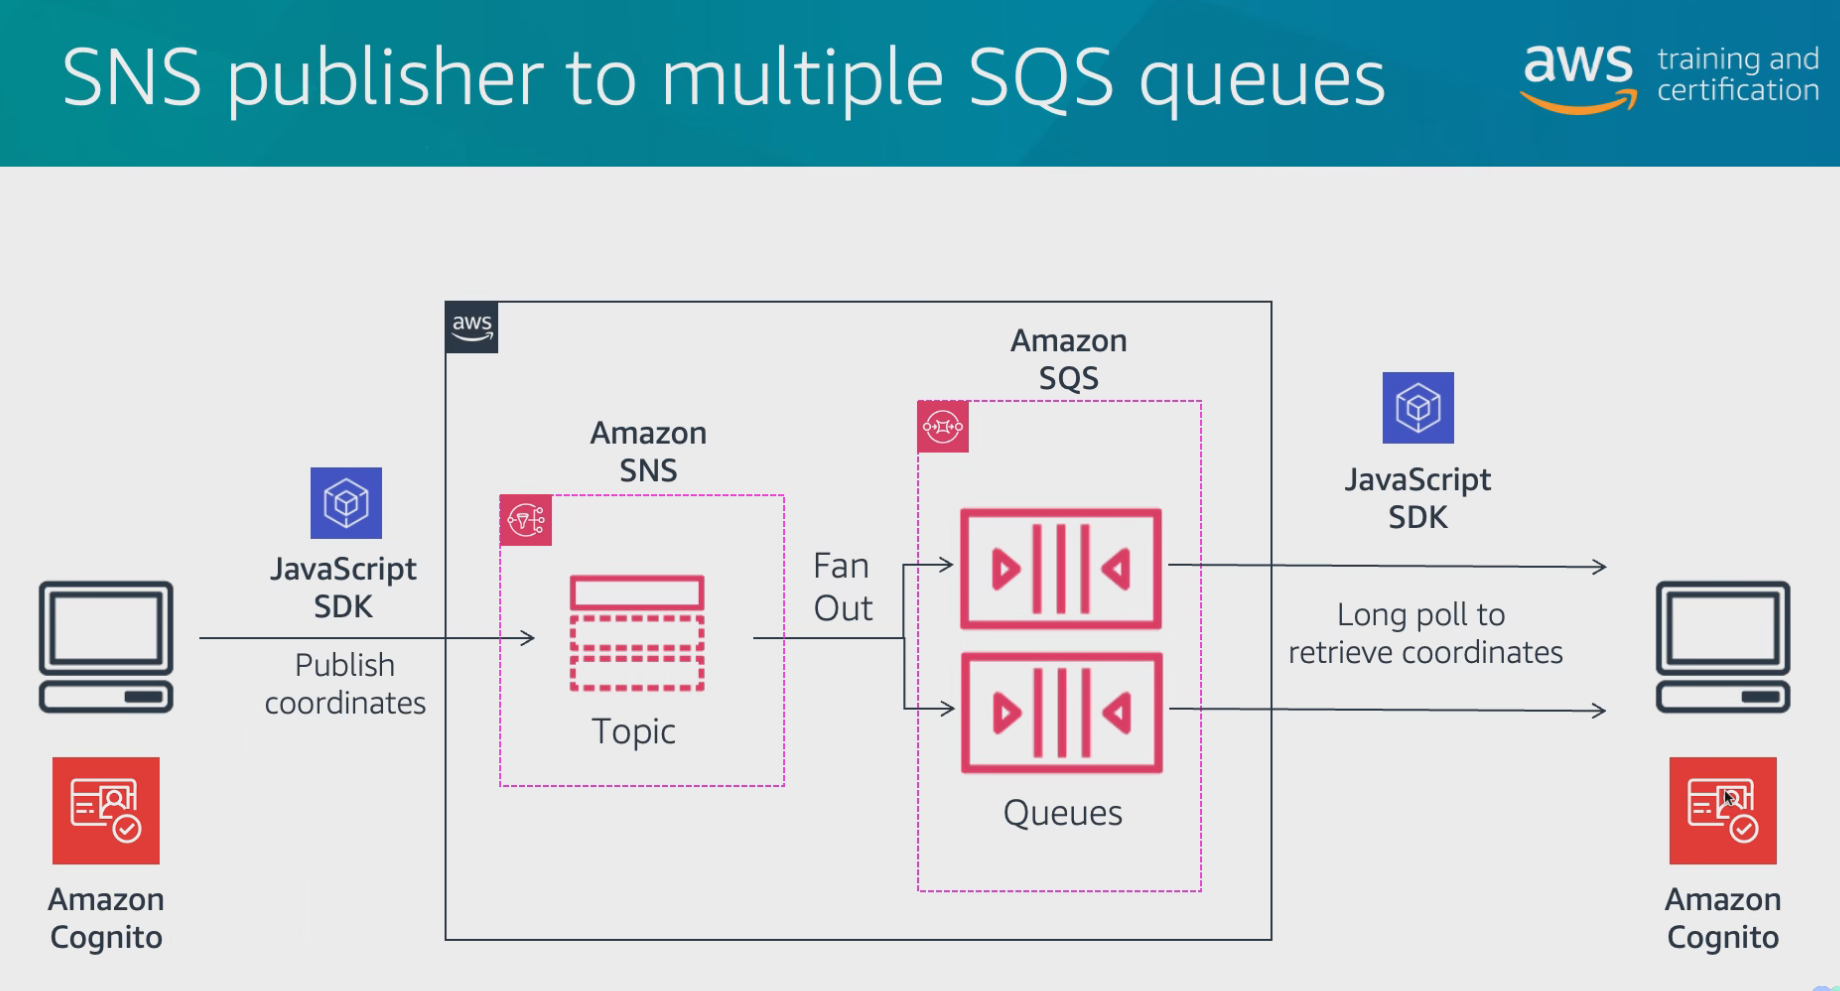 SNS publisher to multiple SQS queues
aws training and
certification
aws
Amazon
SQS
Amazon
SNS
JavaScript
SDK
JavaScript
SDK
Fan
Out
Publish
coordinates
Topic
Queues
Long poll to
retrieve coordinates
Amazon
Cognito
Amazon
Cognito